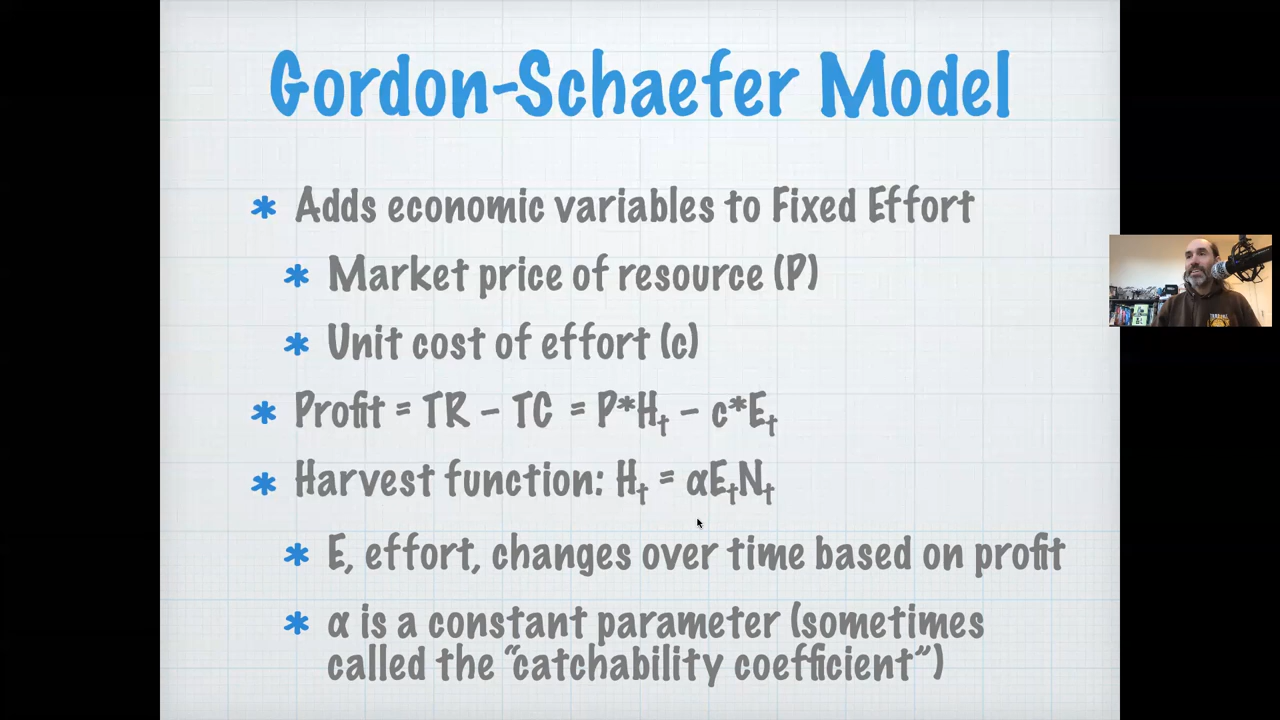 Gordon-Schaefer Model
* Adds economic variables to Fixed Effort
* Market price of resource (P)
* Unit cost of effort (c)
* Profit = TR – TC = P*Hₜ – c*Eₜ
* Harvest function: Hₜ = αEₜNₜ
* E, effort, changes over time based on profit
* α is a constant parameter (sometimes
called the “catchability coefficient”)